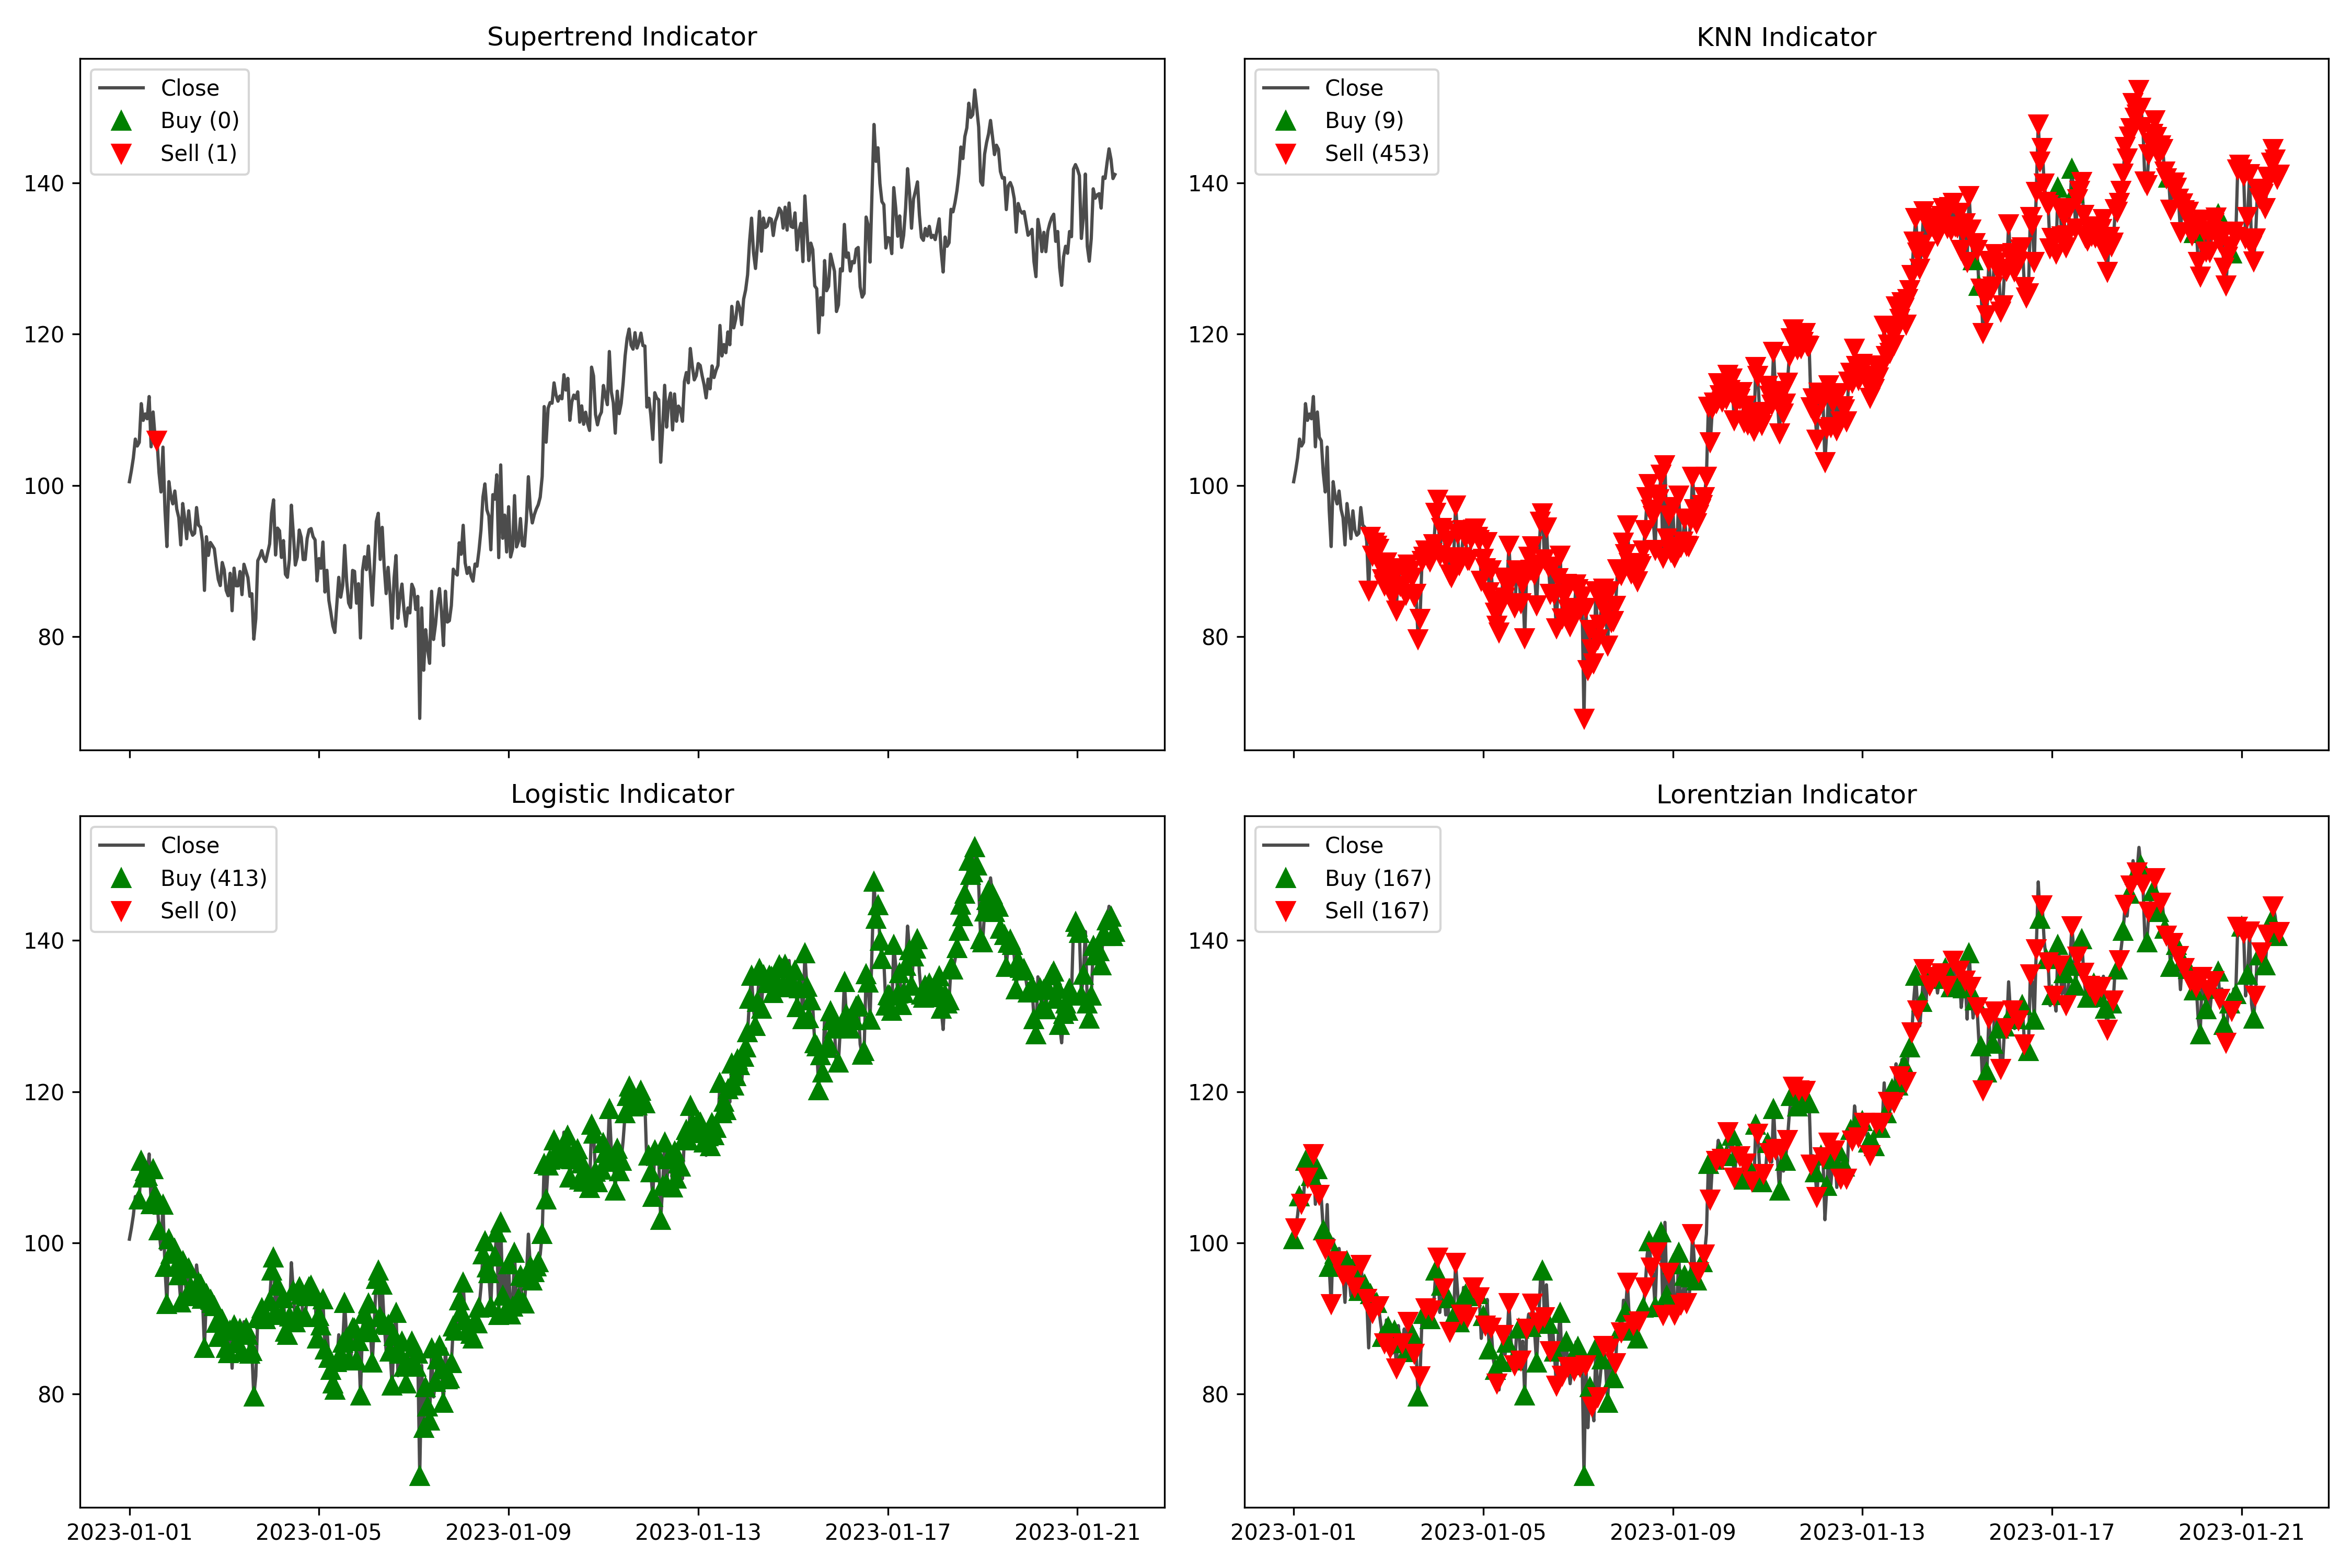 Supertrend Indicator
Close
Buy (0)
Sell (1)
140
120
100
80
KNN Indicator
Close
Buy (9)
Sell (453)
140
120
100
80
Logistic Indicator
Close
Buy (413)
Sell (0)
140
120
100
80
2023-01-01
2023-01-05
2023-01-09
2023-01-13
2023-01-17
2023-01-21
Lorentzian Indicator
Close
Buy (167)
Sell (167)
140
120
100
80
2023-01-01
2023-01-05
2023-01-09
2023-01-13
2023-01-17
2023-01-21